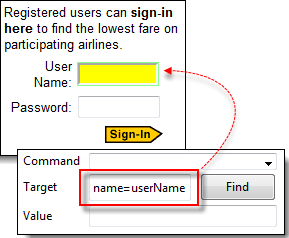 Registered users can sign-in
here to find the lowest fare on
participating airlines.
User
Name:
Password:
Sign-In
Command
Target
name=userName
Find
Value